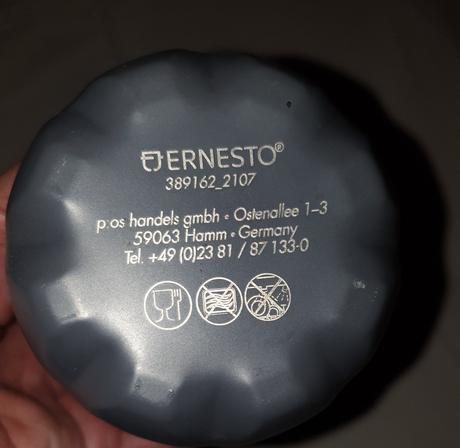 ERNESTO®
389162_2107
p:os handels gmbh • Ostenallee 1–3
59063 Hamm • Germany
Tel. +49 (0)23 81 / 87 133-0